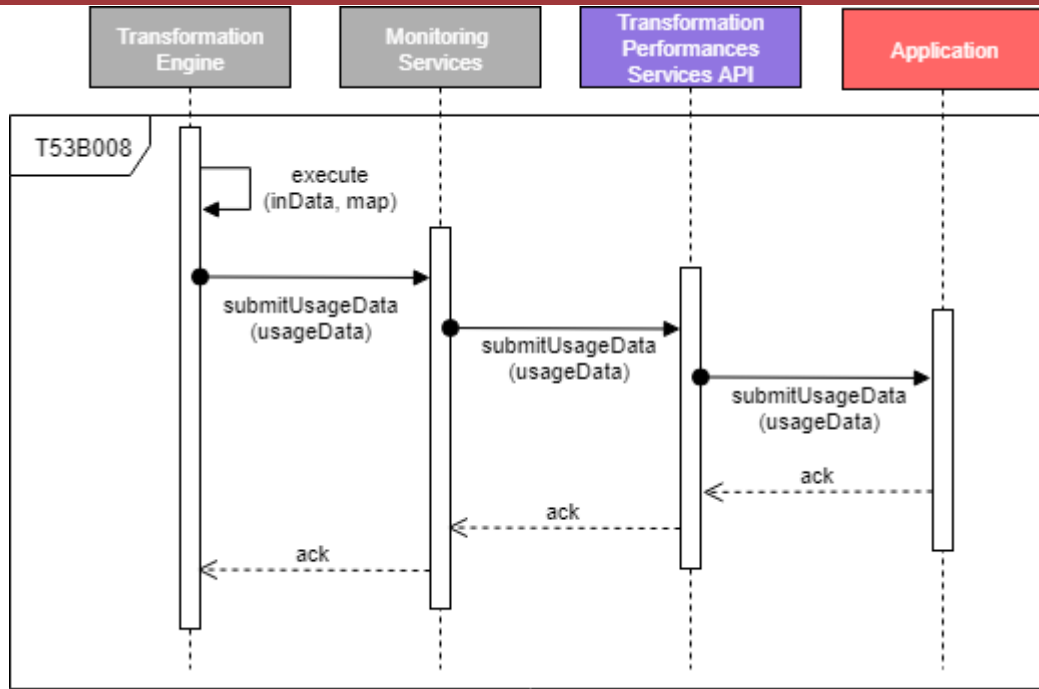 Transformation
Engine
Monitoring
Services
Transformation
Performances
Services API
Application
T53B008
execute
(inData, map)
submitUsageData
(usageData)
submitUsageData
(usageData)
submitUsageData
(usageData)
ack
ack
ack